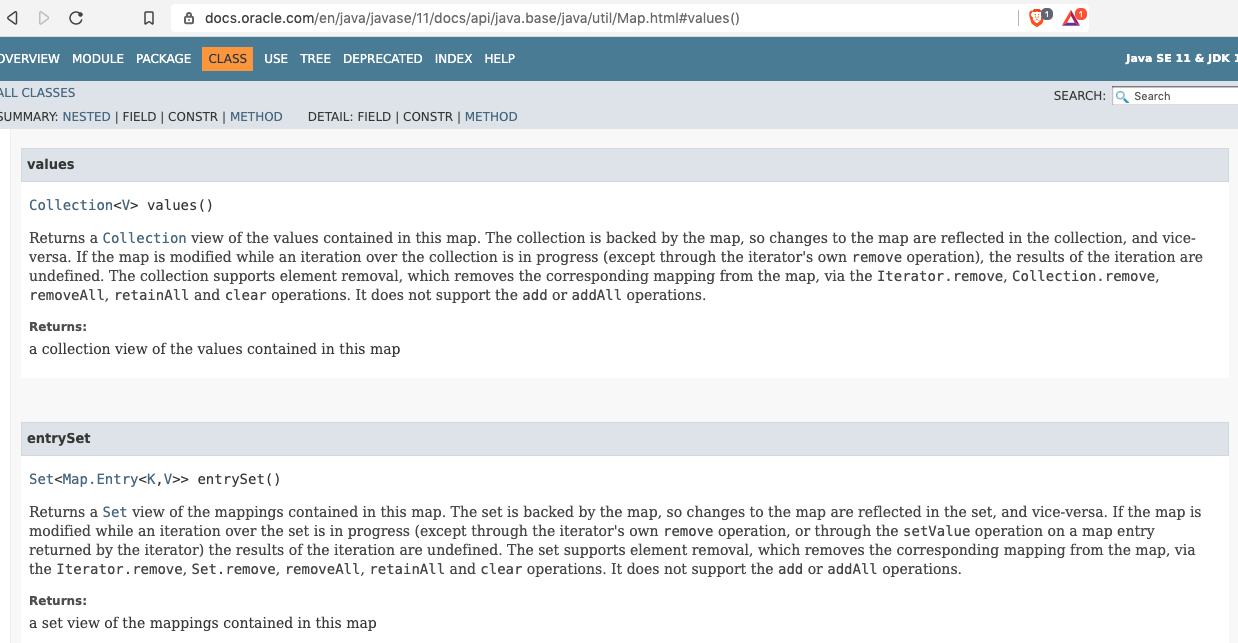 docs.oracle.com/en/java/javase/11/docs/api/java.base/java/util/Map.html#values()
1
1
OVERVIEW MODULE PACKAGE CLASS USE TREE DEPRECATED INDEX HELP
Java SE 11 & JDK 1
ALL CLASSES
SEARCH: Search
SUMMARY: NESTED | FIELD | CONSTR | METHOD DETAIL: FIELD | CONSTR | METHOD
values
Collection<V> values()
Returns a Collection view of the values contained in this map. The collection is backed by the map, so changes to the map are reflected in the collection, and vice-
versa. If the map is modified while an iteration over the collection is in progress (except through the iterator's own remove operation), the results of the iteration are
undefined. The collection supports element removal, which removes the corresponding mapping from the map, via the Iterator.remove, Collection.remove,
removeAll, retainAll and clear operations. It does not support the add or addAll operations.
Returns:
a collection view of the values contained in this map
entrySet
Set<Map.Entry<K,V>> entrySet()
Returns a Set view of the mappings contained in this map. The set is backed by the map, so changes to the map are reflected in the set, and vice-versa. If the map is
modified while an iteration over the set is in progress (except through the iterator's own remove operation, or through the setValue operation on a map entry
returned by the iterator) the results of the iteration are undefined. The set supports element removal, which removes the corresponding mapping from the map, via
the Iterator.remove, Set.remove, removeAll, retainAll and clear operations. It does not support the add or addAll operations.
Returns:
a set view of the mappings contained in this map